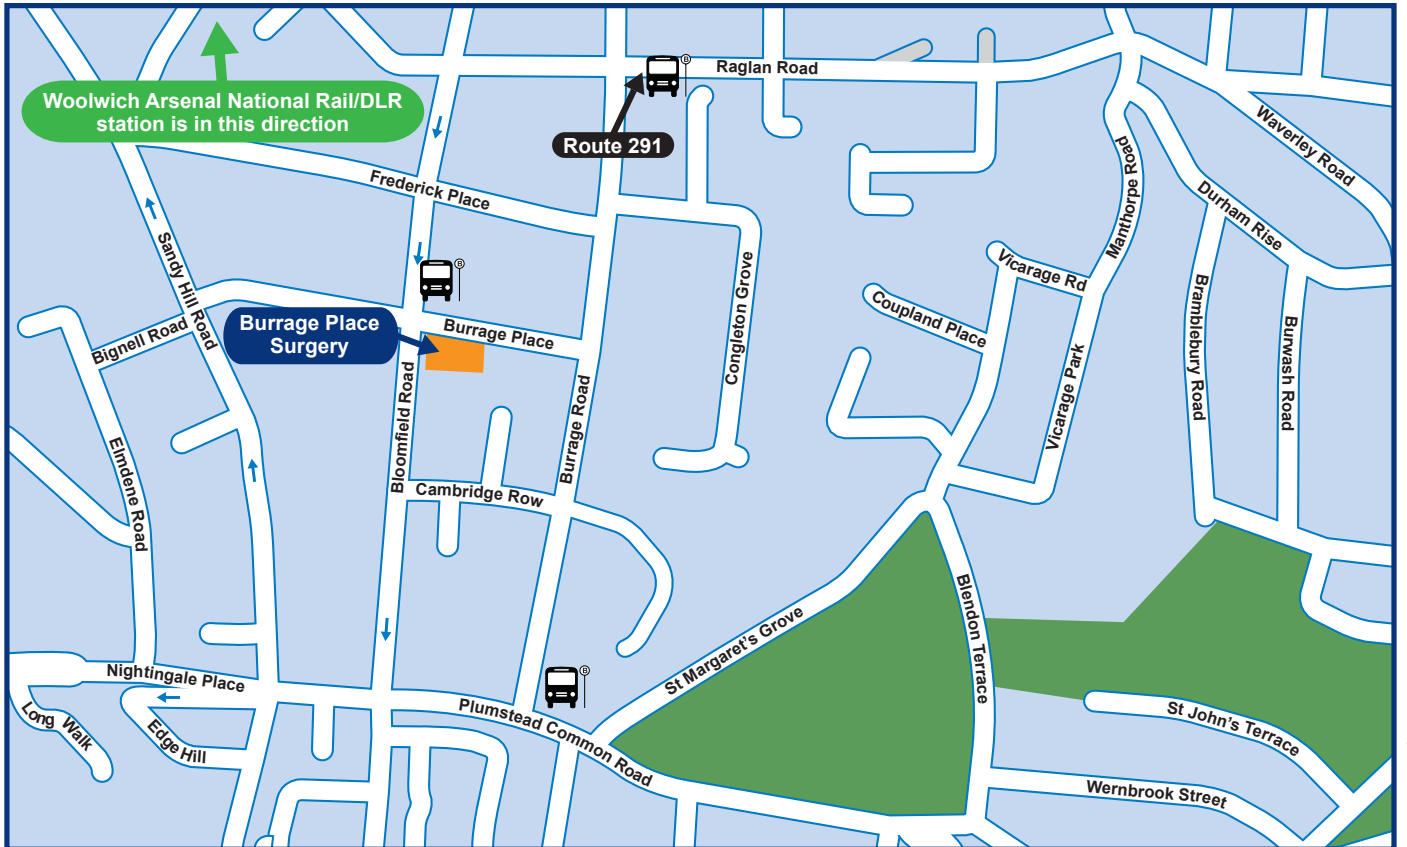 Raglan Road
Woolwich Arsenal National Rail/DLR
station is in this direction
B
Route 291
Waverley Road
Manthorpe Road
Frederick Place
Durham Rise
Sandy Hill Road
Congleton Grove
Vicarage Rd
B
Coupland Place
Bramblebury Road
Burwash Road
Burrage Place
Surgery
Burrage Place
Bignell Road
Vicarage Park
Bloomfield Road
Burrage Road
Elmdene Road
Cambridge Row
Blendon Terrace
St Margaret's Grove
Nightingale Place
B
Long Walk
Edge Hill
Plumstead Common Road
St John's Terrace
Wernbrook Street